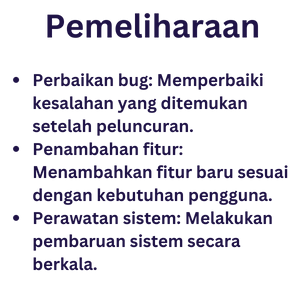 Pemeliharaan
• Perbaikan bug: Memperbaiki
kesalahan yang ditemukan
setelah peluncuran.
• Penambahan fitur:
Menambahkan fitur baru sesuai
dengan kebutuhan pengguna.
• Perawatan sistem: Melakukan
pembaruan sistem secara
berkala.